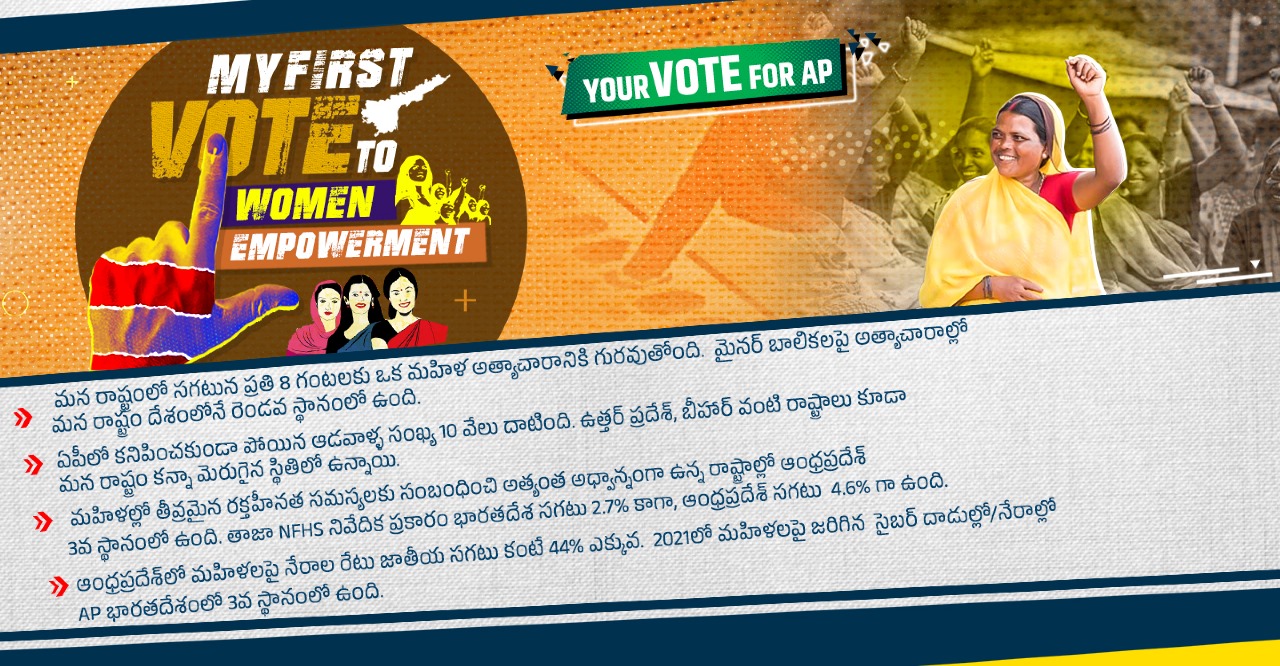 MY FIRST
VOTE
TO
WOMEN
EMPOWERMENT
YOUR VOTE FOR AP
మన రాష్ట్రంలో సగటున ప్రతి 8 గంటలకు ఒక మహిళ అత్యాచారానికి గురవుతోంది. మైనర్ బాలికలపై అత్యాచారాల్లో
మన రాష్ట్రం దేశంలోనే రెండవ స్థానంలో ఉంది.
ఏపీలో కనిపించకుండా పోయిన ఆడవాళ్ళ సంఖ్య 10 వేలు దాటింది. ఉత్తర్ ప్రదేశ్, బీహార్ వంటి రాష్ట్రాలు కూడా
మన రాష్ట్రం కన్నా మెరుగైన స్థితిలో ఉన్నాయి.
మహిళల్లో తీవ్రమైన రక్తహీనత సమస్యలకు సంబంధించి అత్యంత అధ్వాన్నంగా ఉన్న రాష్ట్రాల్లో ఆంధ్రప్రదేశ్
3వ స్థానంలో ఉంది. తాజా NFHS నివేదిక ప్రకారం భారతదేశ సగటు 2.7% కాగా, ఆంధ్రప్రదేశ్ సగటు 4.6% గా ఉంది.
ఆంధ్రప్రదేశ్‌లో మహిళలపై నేరాల రేటు జాతీయ సగటు కంటే 44% ఎక్కువ. 2021లో మహిళలపై జరిగిన సైబర్ దాడుల్లో/నేరాల్లో
AP భారతదేశంలో 3వ స్థానంలో ఉంది.